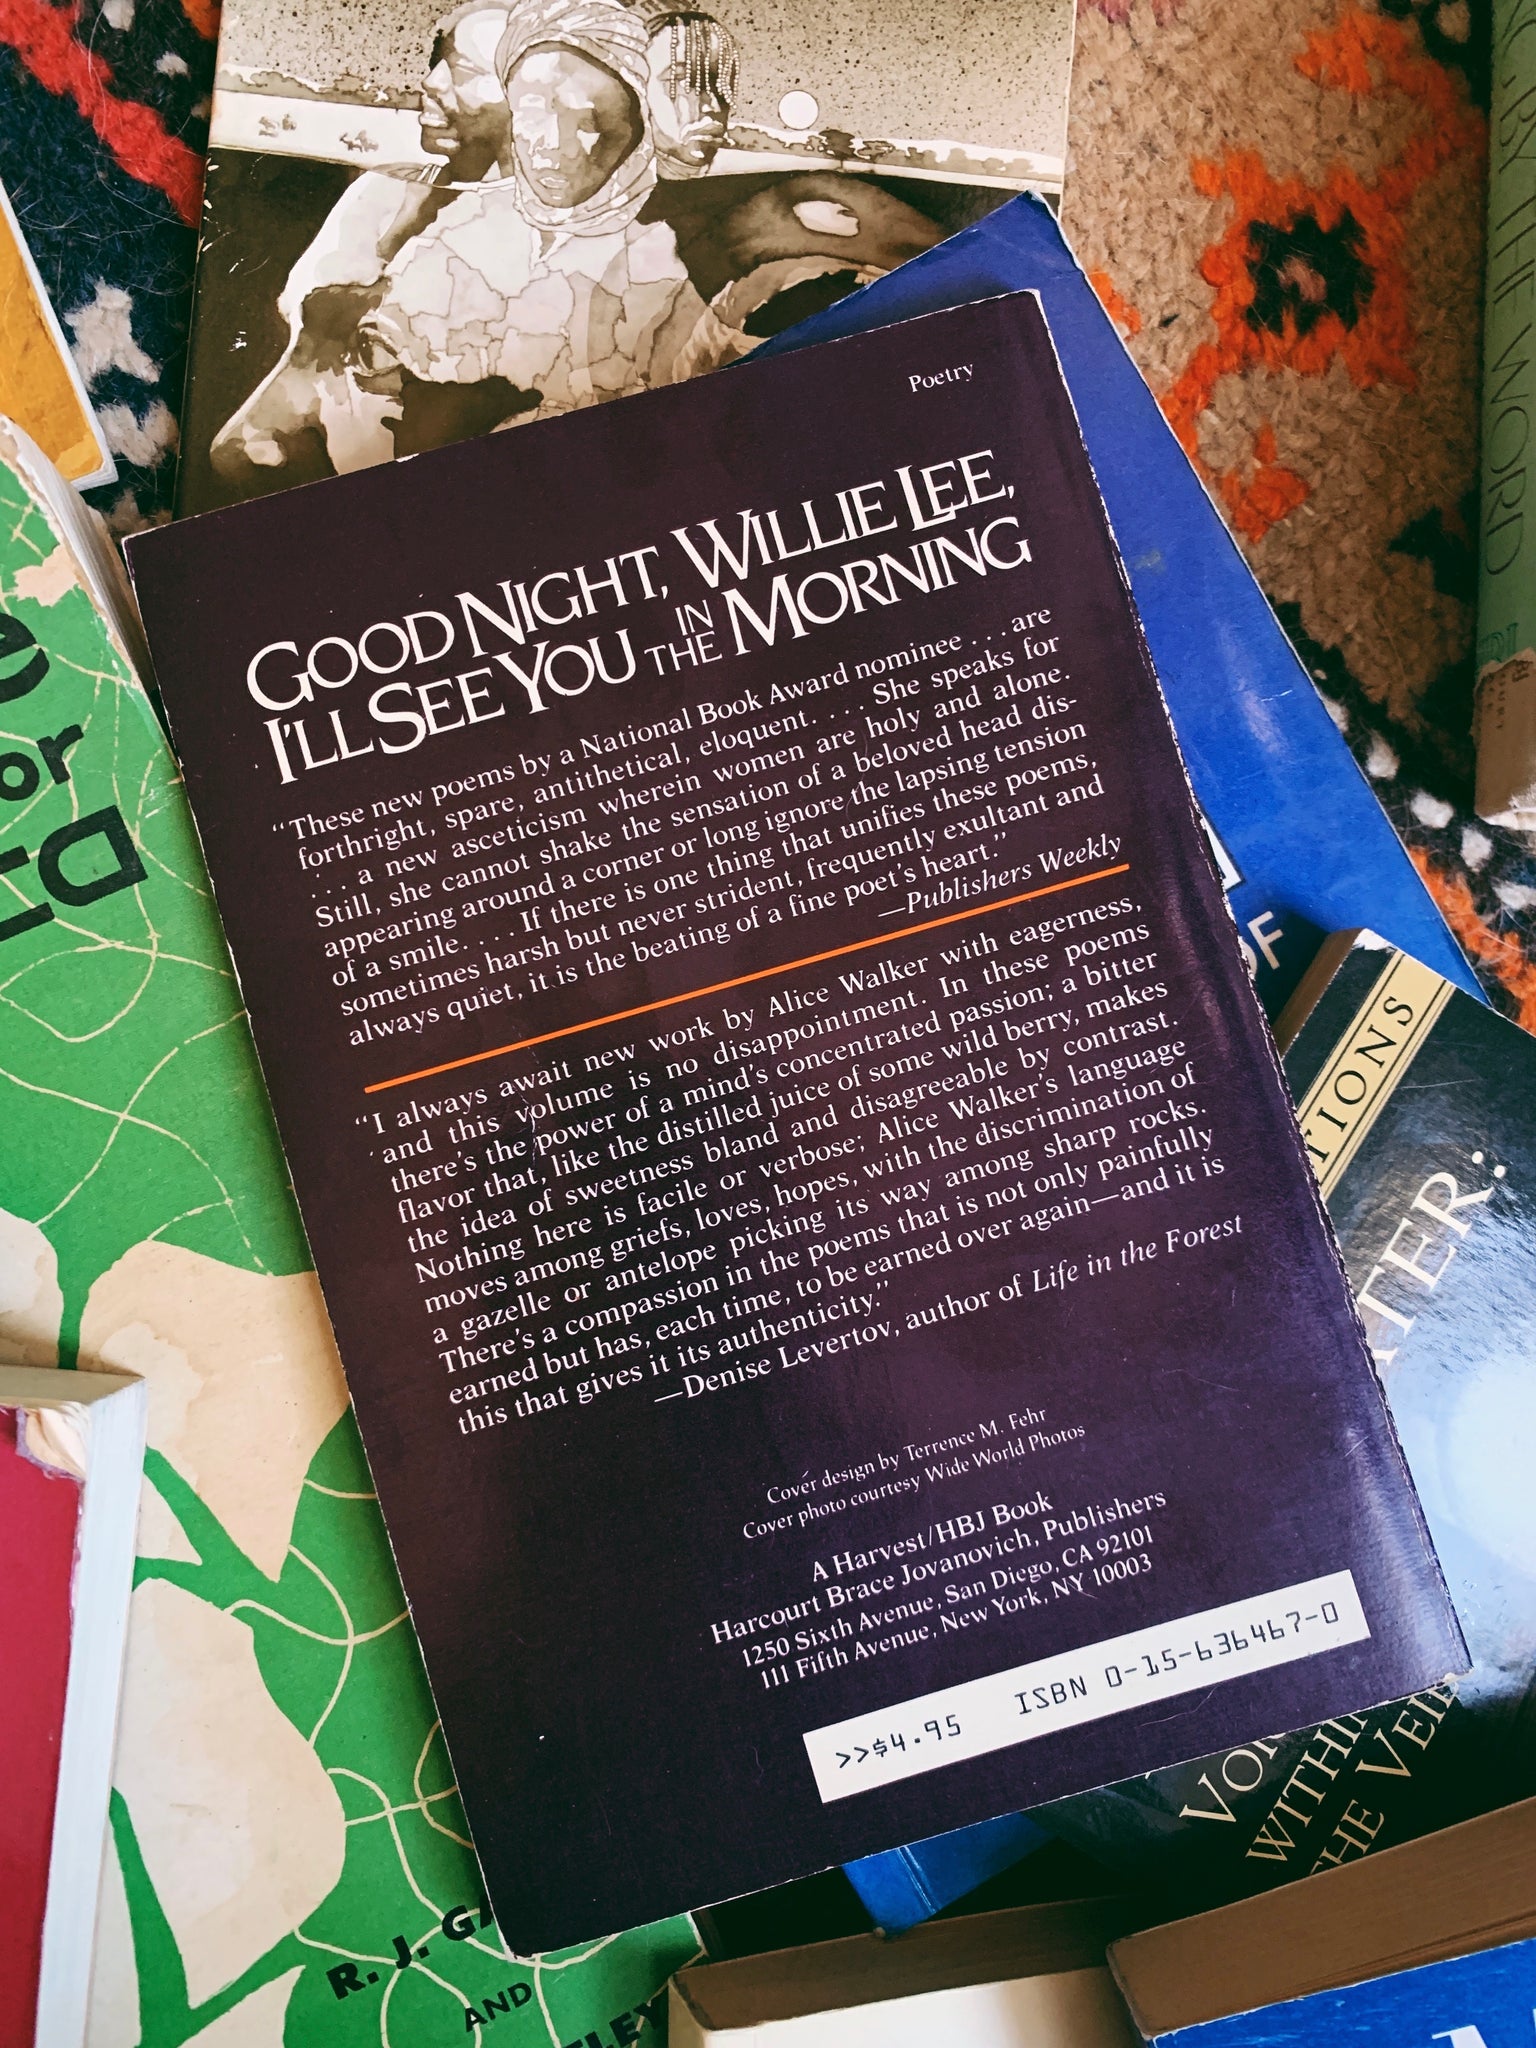 Poetry
GOOD NIGHT, WILLIE LEE,
I'LL SEE YOU IN THE MORNING
“These new poems by a National Book Award nominee . . . are
forthright, spare, antithetical, eloquent. . . . She speaks for
. . . a new asceticism wherein women are holy and alone.
Still, she cannot shake the sensation of a beloved head dis-
appearing around a corner or long ignore the lapsing tension
of a smile. . . . If there is one thing that unifies these poems,
sometimes harsh but never strident, frequently exultant and
always quiet, it is the beating of a fine poet's heart.”
—Publishers Weekly
“I always await new work by Alice Walker with eagerness,
and this volume is no disappointment. In these poems
there's the power of a mind's concentrated passion; a bitter
flavor that, like the distilled juice of some wild berry, makes
the idea of sweetness bland and disagreeable by contrast.
Nothing here is facile or verbose; Alice Walker's language
moves among griefs, loves, hopes, with the discrimination of
a gazelle or antelope picking its way among sharp rocks.
There's a compassion in the poems that is not only painfully
earned but has, each time, to be earned over again—and it is
this that gives it its authenticity.”
—Denise Levertov, author of Life in the Forest
Cover design by Terrence M. Fehr
Cover photo courtesy Wide World Photos
A Harvest/HBJ Book
Harcourt Brace Jovanovich, Publishers
1250 Sixth Avenue, San Diego, CA 92101
111 Fifth Avenue, New York, NY 10003
>>$4.95 ISBN 0-15-636467-0
or
OF
TIONS
TER:
WITHIN
THE VEIL
R. J. GA
AND
TLEY
THE WORD